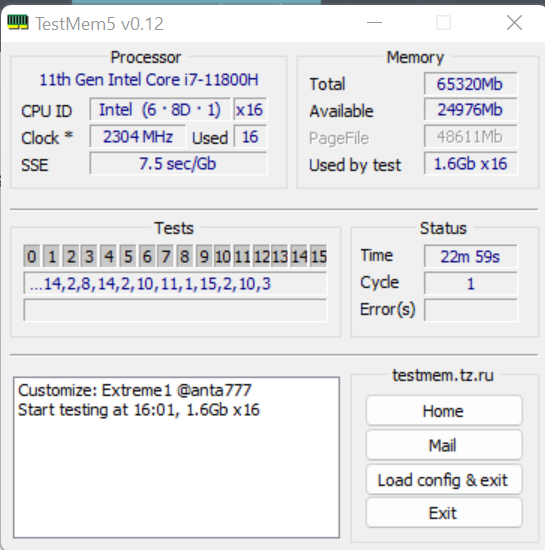 TestMem5 v0.12
Processor
11th Gen Intel Core i7-11800H
CPU ID Intel (6 · 8D · 1) x16
Clock * 2304 MHz Used 16
SSE 7.5 sec/Gb
Memory
Total 65320Mb
Available 24976Mb
PageFile 48611Mb
Used by test 1.6Gb x16
Tests
0 1 2 3 4 5 6 7 8 9 10 11 12 13 14 15
...14,2,8,14,2,10,11,1,15,2,10,3
Status
Time 22m 59s
Cycle 1
Error(s)
Customize: Extreme1 @anta777
Start testing at 16:01, 1.6Gb x16
testmem.tz.ru
Home
Mail
Load config & exit
Exit